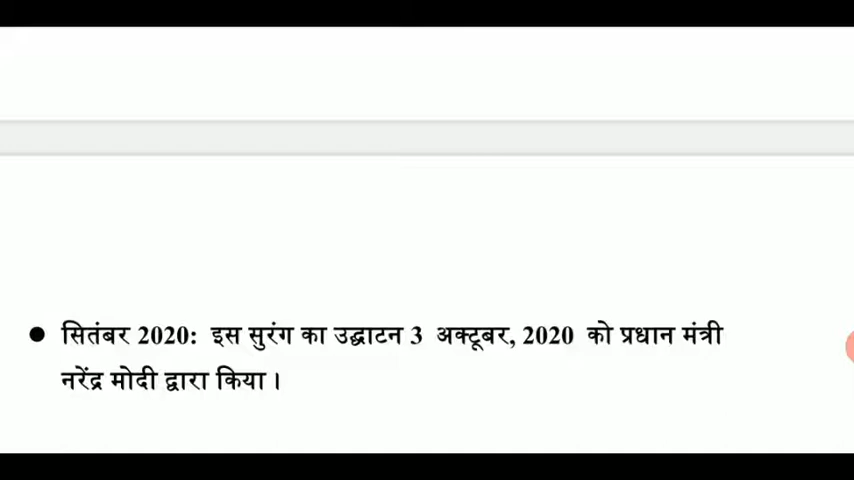 ● सितंबर 2020: इस सुरंग का उद्घाटन 3 अक्टूबर, 2020 को प्रधान मंत्री
नरेंद्र मोदी द्वारा किया।